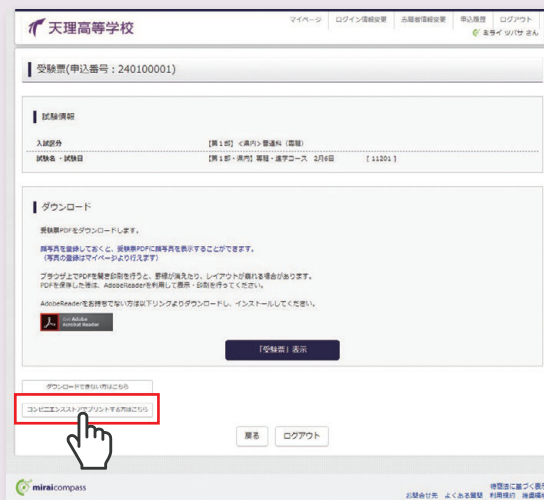 天理高等学校
マイページ ログイン情報変更 志願者情報変更 申込履歴 ログアウト
ミライ ツバサ さん
受験票(申込番号:240100001)
試験情報
入試区分 【第1部】<県内>普通科(専願)
試験名・試験日 【第1部・県内】専願・進学コース 2月6日 [ 11201 ]
ダウンロード
受験票PDFをダウンロードします。
顔写真を登録しておくと、受験票PDFに顔写真を表示することができます。
(写真の登録はマイページより行えます)
ブラウザ上でPDFを開き印刷を行うと、罫線が消えたり、レイアウトが崩れる場合があります。
PDFを保存した後は、AdobeReaderを利用して表示・印刷を行ってください。
AdobeReaderをお持ちでない方は以下リンクよりダウンロードし、インストールしてください。
Get Adobe
Acrobat Reader
「受験票」表示
ダウンロードできない方はこちら
コンビニエンスストアでプリントする方はこちら
戻る ログアウト
miraicompass
特商法に基づく表示
お問合せ先 よくある質問 利用規約 推奨環境